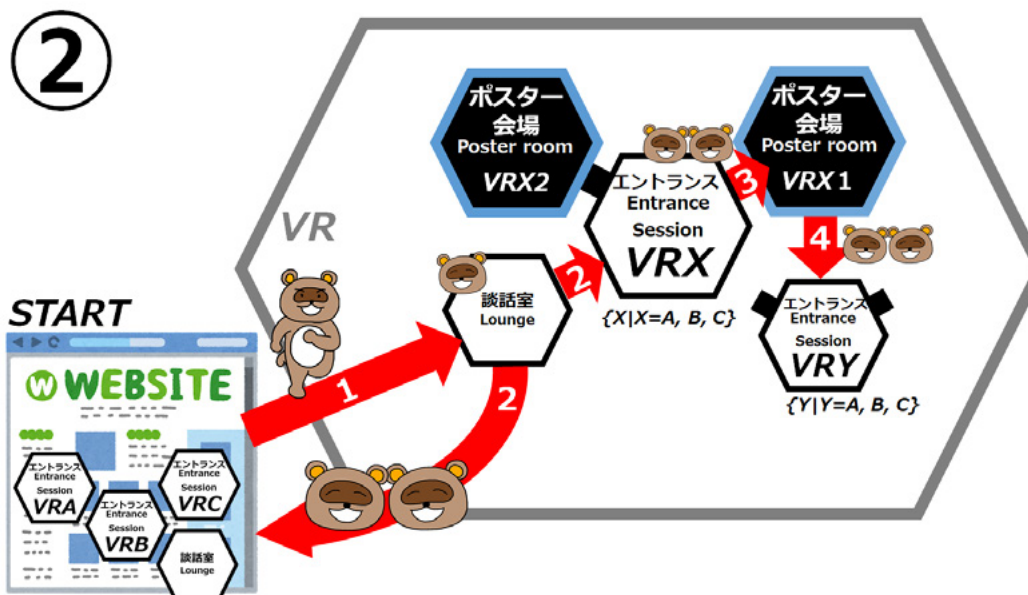 ②
ポスター
会場
Poster room
VRX2
エントランス
Entrance
Session
VRX
{X|X=A, B, C}
3
ポスター
会場
Poster room
VRX1
4
VR
談話室
Lounge
2
エントランス
Entrance
Session
VRY
{Y|Y=A, B, C}
START
1
2
W WEBSITE
エントランス
Entrance
Session
VRA
エントランス
Entrance
Session
VRB
エントランス
Entrance
Session
VRC
談話室
Lounge